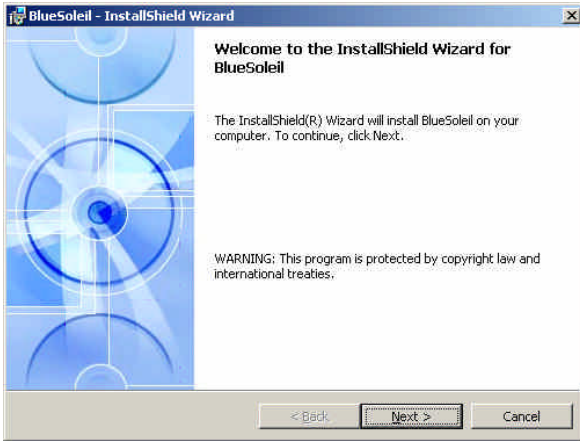 BlueSoleil - InstallShield Wizard
Welcome to the InstallShield Wizard for
BlueSoleil
The InstallShield(R) Wizard will install BlueSoleil on your
computer. To continue, click Next.
WARNING: This program is protected by copyright law and
international treaties.
< Back
Next >
Cancel